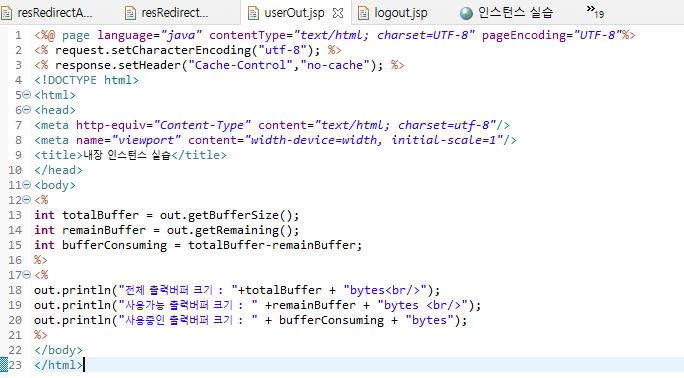 resRedirectA...
resRedirect...
userOut.jsp
logout.jsp
인스턴스 실습
»19
1 <%@ page language="java" contentType="text/html; charset=UTF-8" pageEncoding="UTF-8"%>
2 <% request.setCharacterEncoding("utf-8"); %>
3 <% response.setHeader("Cache-Control","no-cache"); %>
4 <!DOCTYPE html>
5 <html>
6 <head>
7 <meta http-equiv="Content-Type" content="text/html; charset=utf-8"/>
8 <meta name="viewport" content="width-device=width, initial-scale=1"/>
9 <title>내장 인스턴스 실습</title>
10 </head>
11 <body>
12 <%
13 int totalBuffer = out.getBufferSize();
14 int remainBuffer = out.getRemaining();
15 int bufferConsuming = totalBuffer-remainBuffer;
16 %>
17 <%
18 out.println("전체 출력버퍼 크기 : "+totalBuffer + "bytes<br/>");
19 out.println("사용가능 출력버퍼 크기 : " +remainBuffer + "bytes <br/>");
20 out.println("사용중인 출력버퍼 크기 : " + bufferConsuming + "bytes");
21 %>
22 </body>
23 </html>